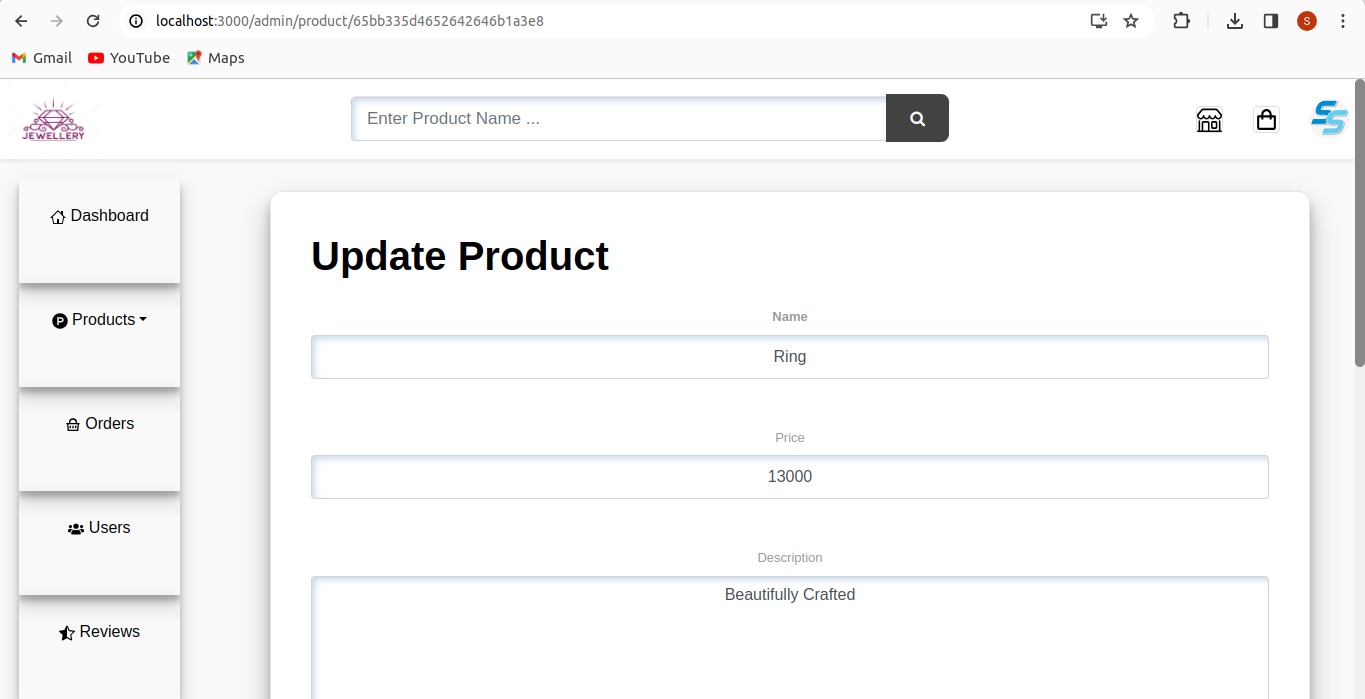 localhost:3000/admin/product/65bb335d4652642646b1a3e8
S
Gmail YouTube Maps
JEWELLERY
Enter Product Name ...
SS
Dashboard
Products
Orders
Users
Reviews
Update Product
Name
Ring
Price
13000
Description
Beautifully Crafted